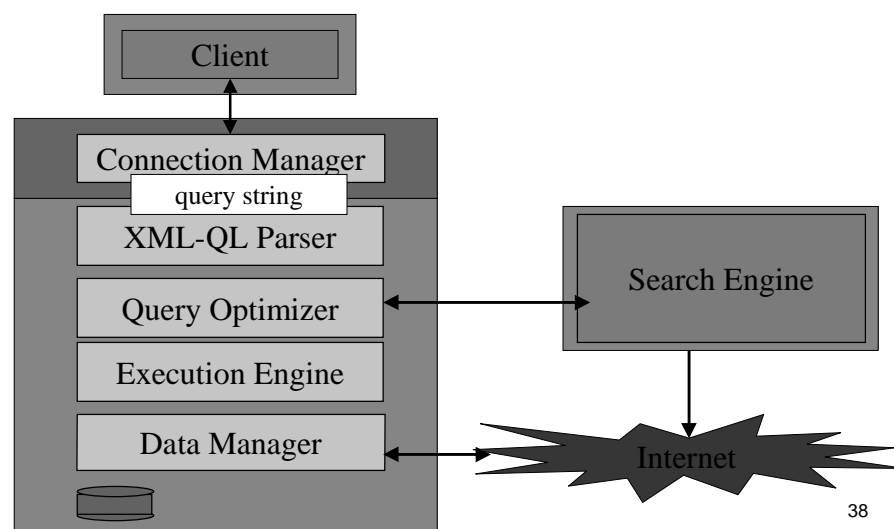 Client
Connection Manager
query string
XML-QL Parser
Query Optimizer
Execution Engine
Data Manager
Search Engine
Internet
38